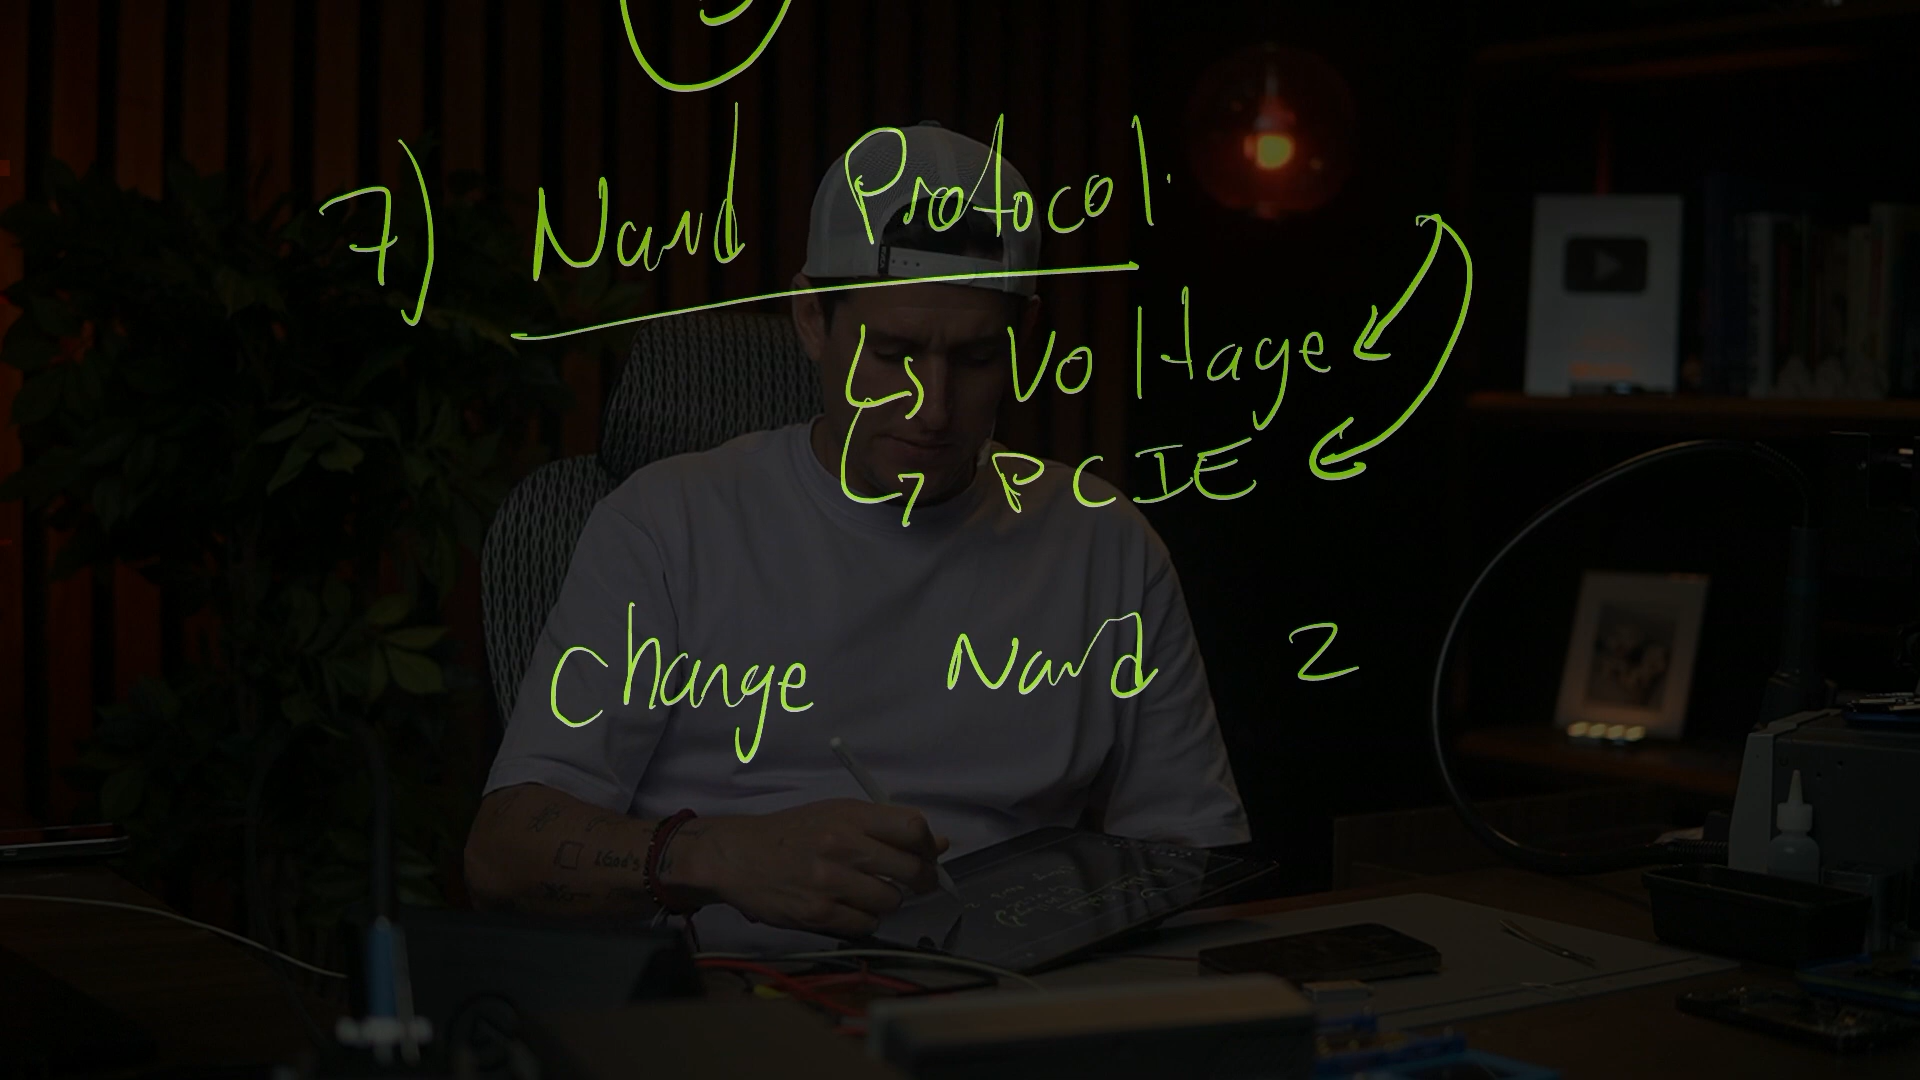 7) Nand Protocol.
↳ Voltage
↳ PCIE
Change Nand 2